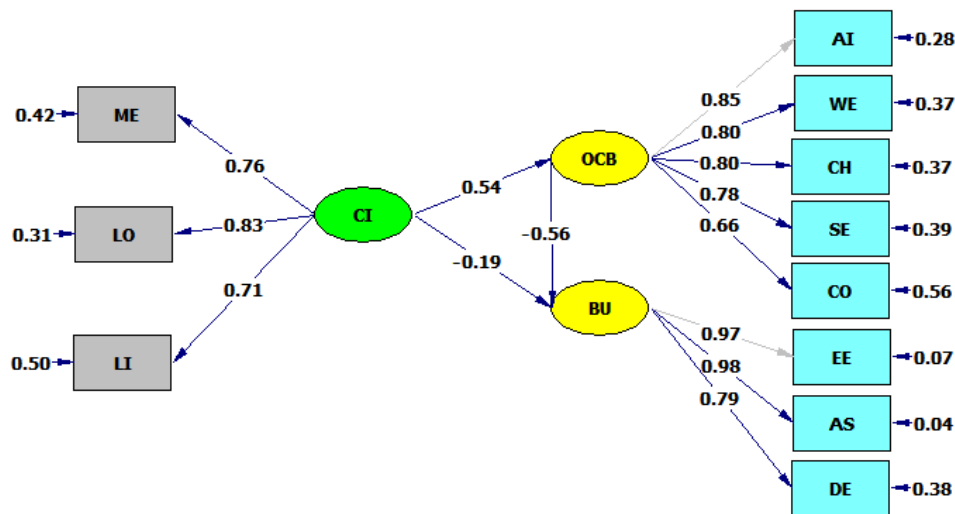 AI
0.28
0.42
ME
0.85
WE
0.37
0.80
0.76
OCB
0.80
CH
0.37
0.54
0.78
0.31
LO
0.83
CI
0.66
SE
0.39
-0.56
-0.19
0.71
CO
0.56
BU
0.97
EE
0.07
0.50
LI
0.98
0.79
AS
0.04
DE
0.38